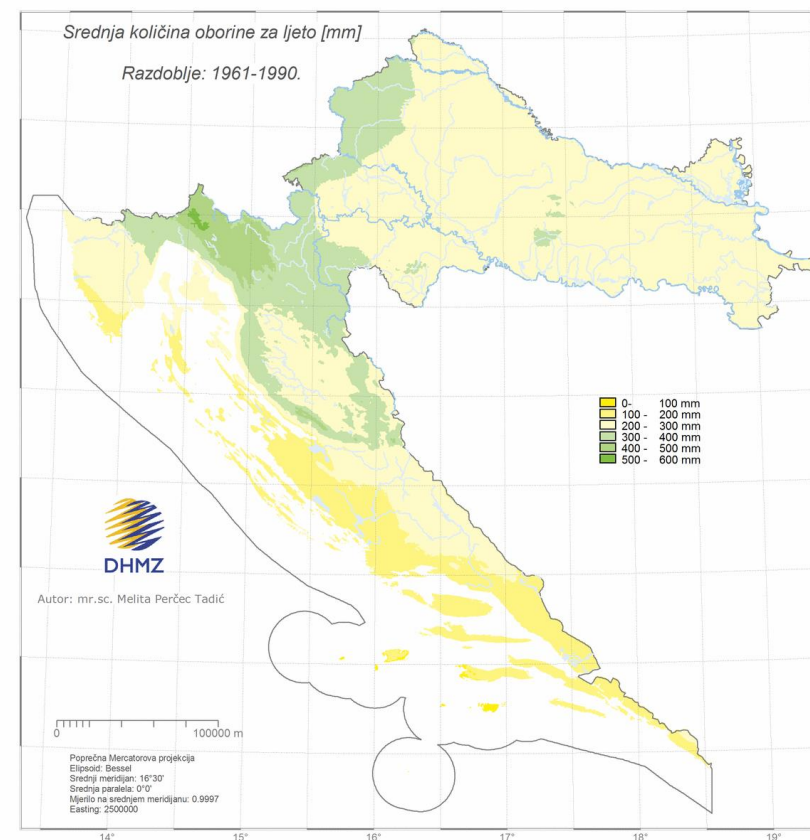 Srednja količina oborine za ljeto [mm]
Razdoblje: 1961-1990.
0- 100 mm
100 - 200 mm
200 - 300 mm
300 - 400 mm
400 - 500 mm
500 - 600 mm
DHMZ
Autor: mr.sc. Melita Perčec Tadić
0 100000 m
Poprečna Mercatorova projekcija
Elipsoid: Bessel
Srednji meridijan: 16°30'
Srednja paralela: 0°0'
Mjerilo na srednjem meridijanu: 0.9997
Easting: 2500000
14° 15° 16° 17° 18° 19°